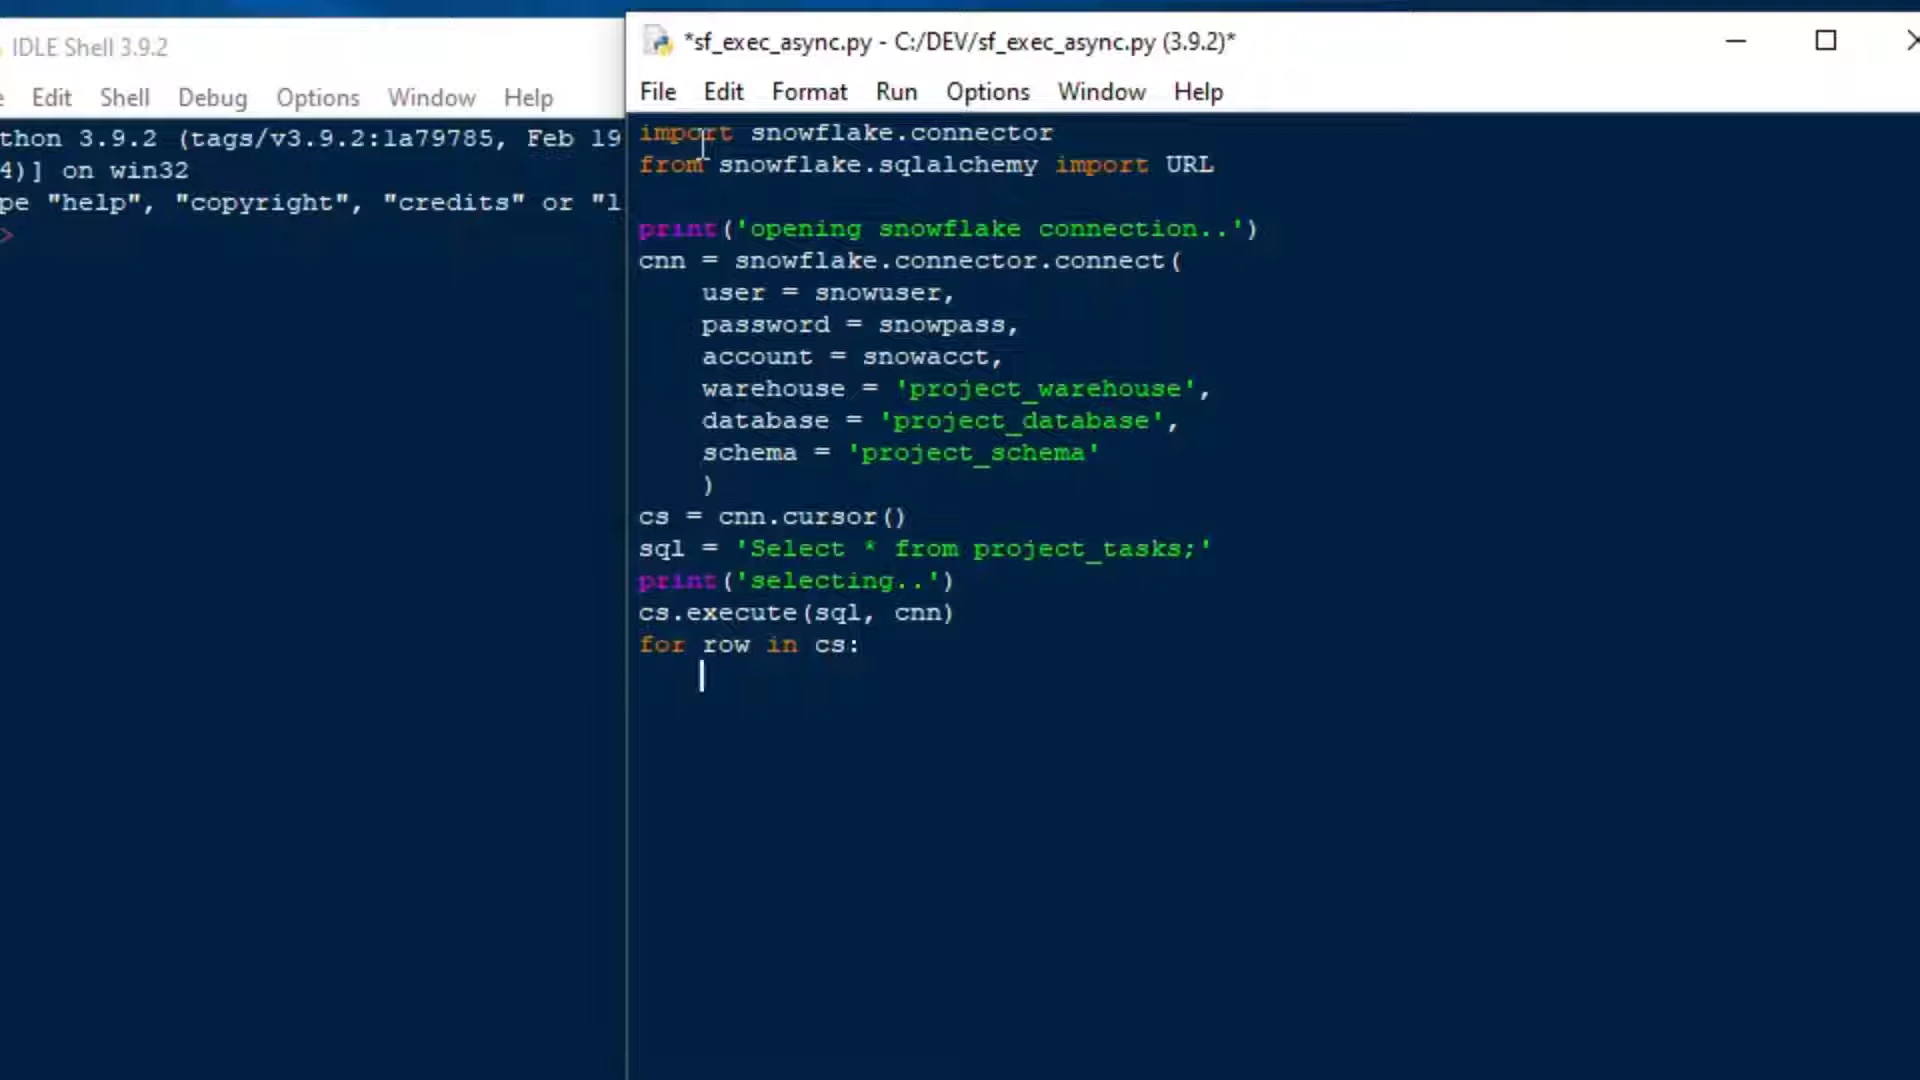 IDLE Shell 3.9.2
Edit Shell Debug Options Window Help
thon 3.9.2 (tags/v3.9.2:1a79785, Feb 19
4)] on win32
pe "help", "copyright", "credits" or "l
>
*sf_exec_async.py - C:/DEV/sf_exec_async.py (3.9.2)*
File Edit Format Run Options Window Help
import snowflake.connector
from snowflake.sqlalchemy import URL
print('opening snowflake connection..')
cnn = snowflake.connector.connect(
    user = snowuser,
    password = snowpass,
    account = snowacct,
    warehouse = 'project_warehouse',
    database = 'project_database',
    schema = 'project_schema'
    )
cs = cnn.cursor()
sql = 'Select * from project_tasks;'
print('selecting..')
cs.execute(sql, cnn)
for row in cs: